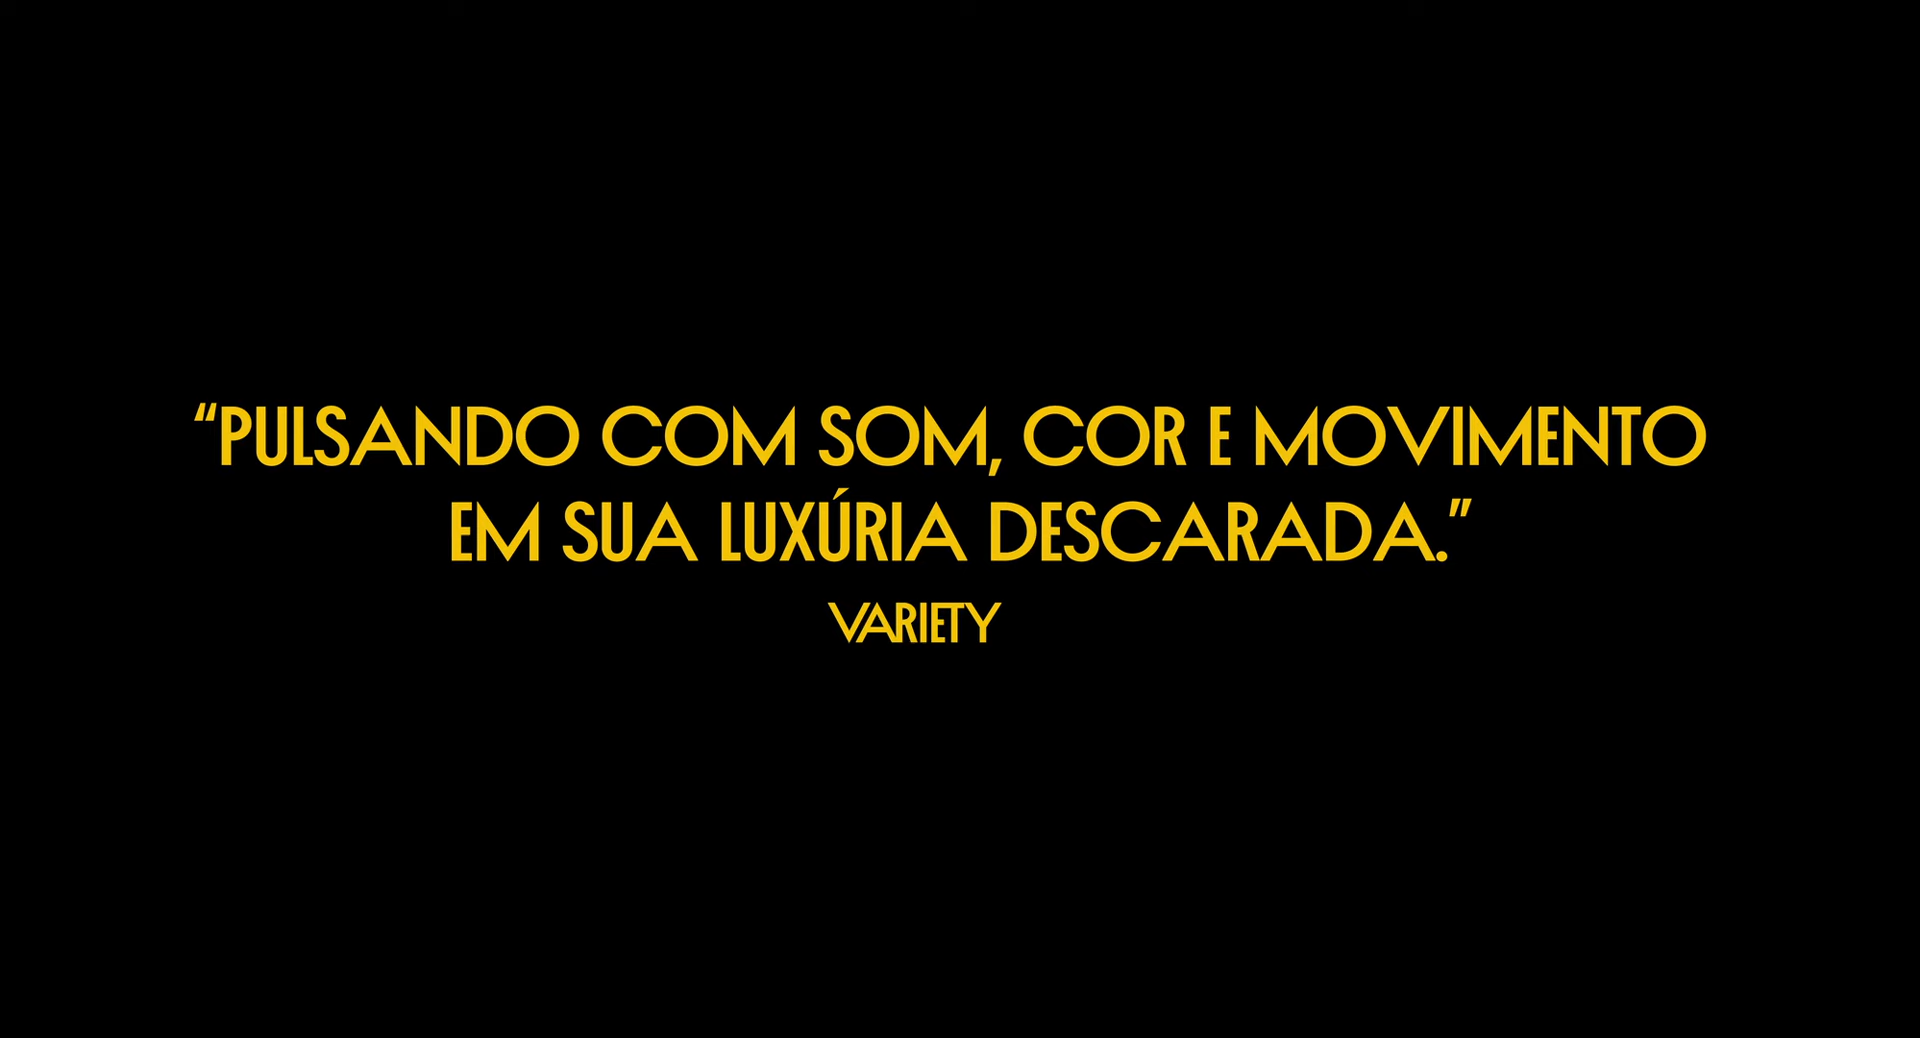 “PULSANDO COM SOM, COR E MOVIMENTO
EM SUA LUXÚRIA DESCARADA.”
VARIETY